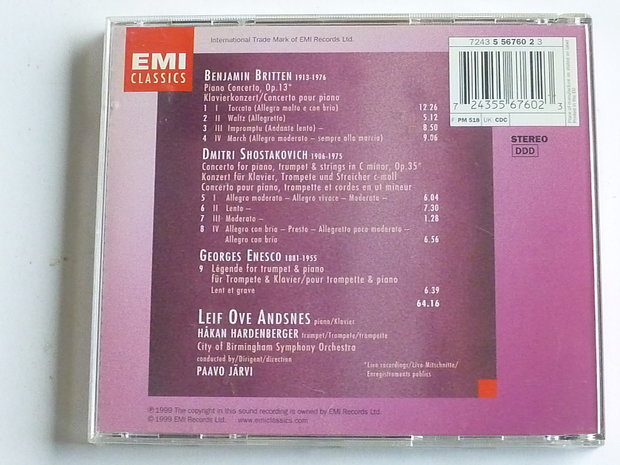 International Trade Mark of EMI Records Ltd.
EMI
CLASSICS
7243 5 56760 2 3
7 24355 67602 3
F PM 518 UK CDC
STEREO
DDD
BENJAMIN BRITTEN 1913-1976
Piano Concerto, Op.13*
Klavierkonzert/Concerto pour piano
1 I Toccata (Allegro molto e con brio) 12.26
2 II Waltz (Allegretto) 5.12
3 III Impromptu (Andante lento) – 8.50
4 IV March (Allegro moderato – sempre alla marcia) 9.06
DMITRI SHOSTAKOVICH 1906-1975
Concerto for piano, trumpet & strings in C minor, Op.35*
Konzert für Klavier, Trompete und Streicher c-moll
Concerto pour piano, trompette et cordes en ut mineur
5 I Allegro moderato – Allegro vivace – Moderato – 6.04
6 II Lento – 7.30
7 III Moderato – 1.28
8 IV Allegro con brio – Presto – Allegretto poco moderato –
Allegro con brio 6.56
GEORGES ENESCO 1881-1955
9 Légende for trumpet & piano
für Trompete & Klavier/pour trompette & piano
Lent et grave 6.39
64.16
LEIF OVE ANDSNES piano/Klavier
HÅKAN HARDENBERGER trumpet/Trompete/trompette
City of Birmingham Symphony Orchestra
conducted by/Dirigent/direction
PAAVO JÄRVI
*Live recordings/Live-Mitschnitte/
Enregistrements publics
℗ 1999 The copyright in this sound recording is owned by EMI Records Ltd.
© 1999 EMI Records Ltd. www.emiclassics.com